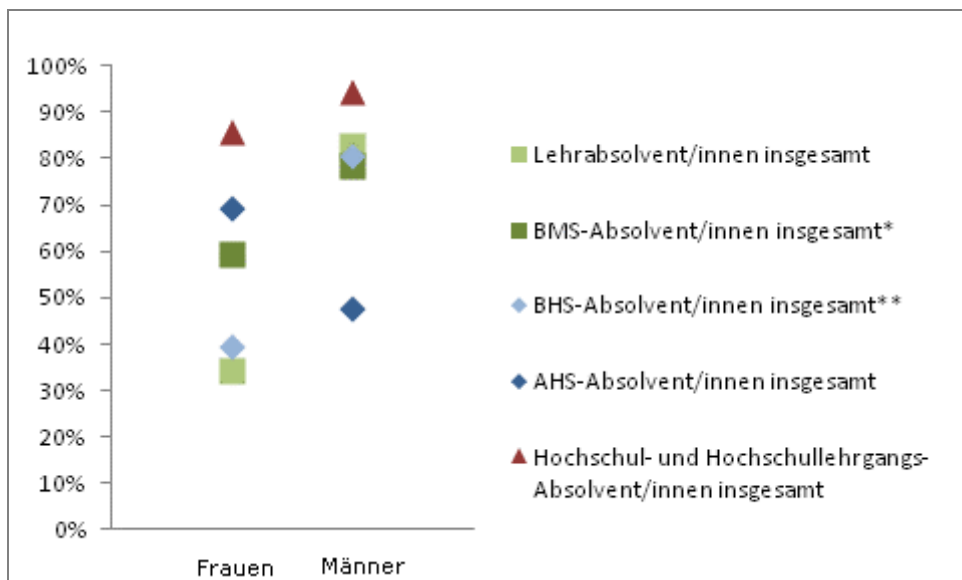 100%
90%
80%
70%
60%
50%
40%
30%
20%
10%
0%
Frauen Männer
Lehrabsolvent/innen insgesamt
BMS-Absolvent/innen insgesamt*
BHS-Absolvent/innen insgesamt**
AHS-Absolvent/innen insgesamt
Hochschul- und Hochschullehrgangs-
Absolvent/innen insgesamt